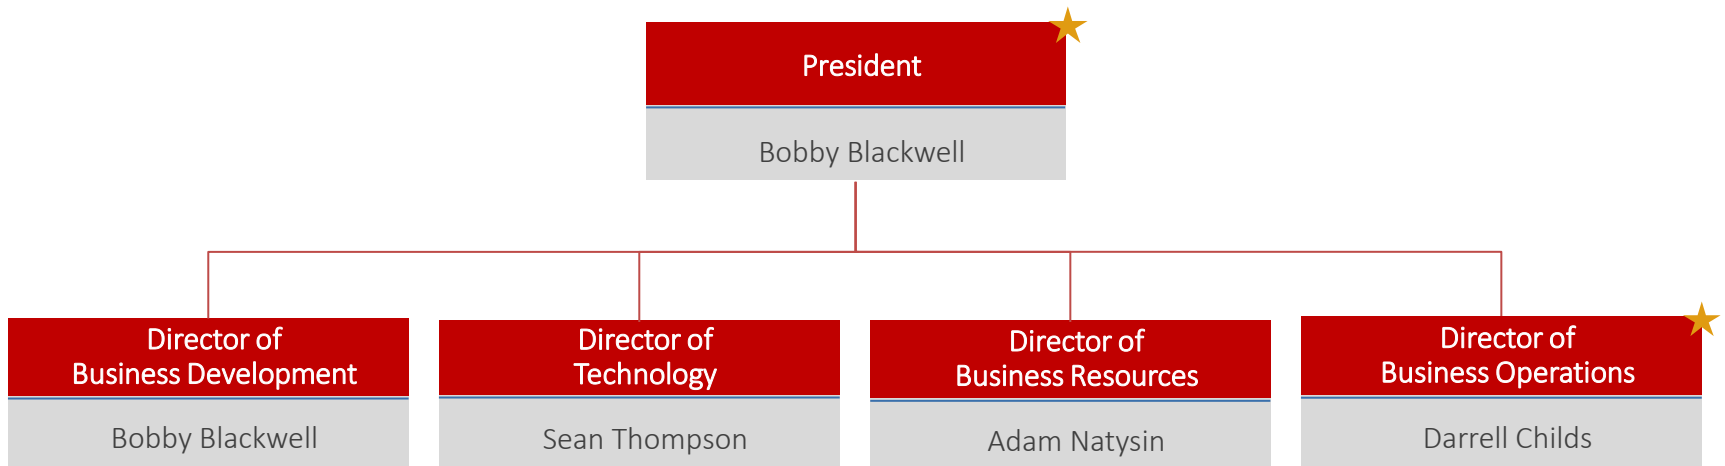 President
Bobby Blackwell
Director of
Business Development
Bobby Blackwell
Director of
Technology
Sean Thompson
Director of
Business Resources
Adam Natysin
Director of
Business Operations
Darrell Childs